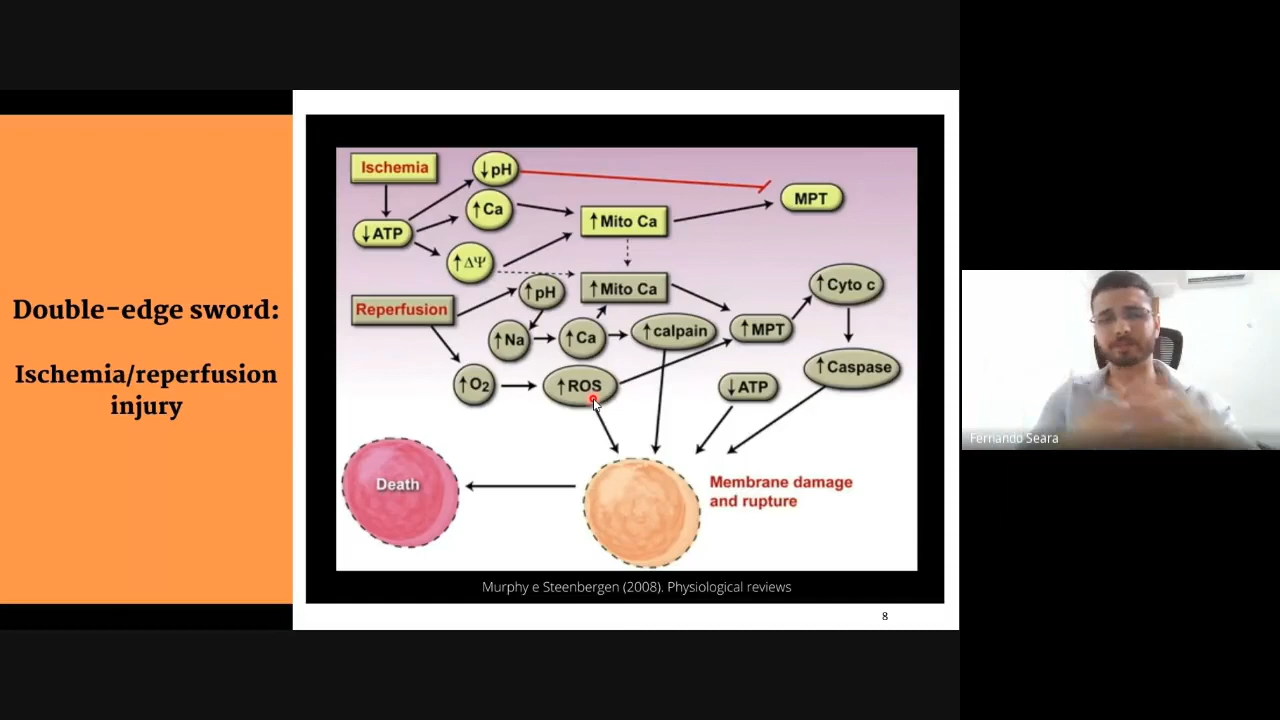 Double-edge sword:
Ischemia/reperfusion
injury
Ischemia
↓pH
MPT
↑Ca
↑Mito Ca
↓ATP
↑ΔΨ
↑Mito Ca
↑Cyto c
↑pH
Reperfusion
↑Na
↑Ca
↑calpain
↑MPT
↑Caspase
↑O₂
↑ROS
↓ATP
Death
Membrane damage
and rupture
Murphy e Steenbergen (2008). Physiological reviews
8
Fernando Seara